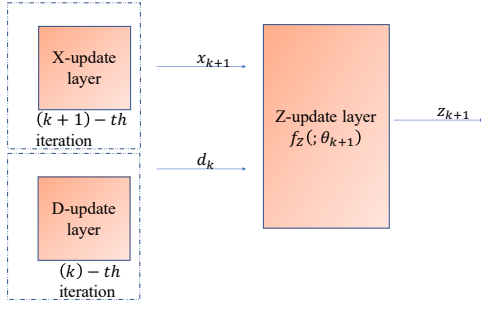 X-update
layer
(k + 1) − th
iteration
x_{k+1}
D-update
layer
(k) − th
iteration
d_k
Z-update layer
f_Z(; θ_{k+1})
z_{k+1}